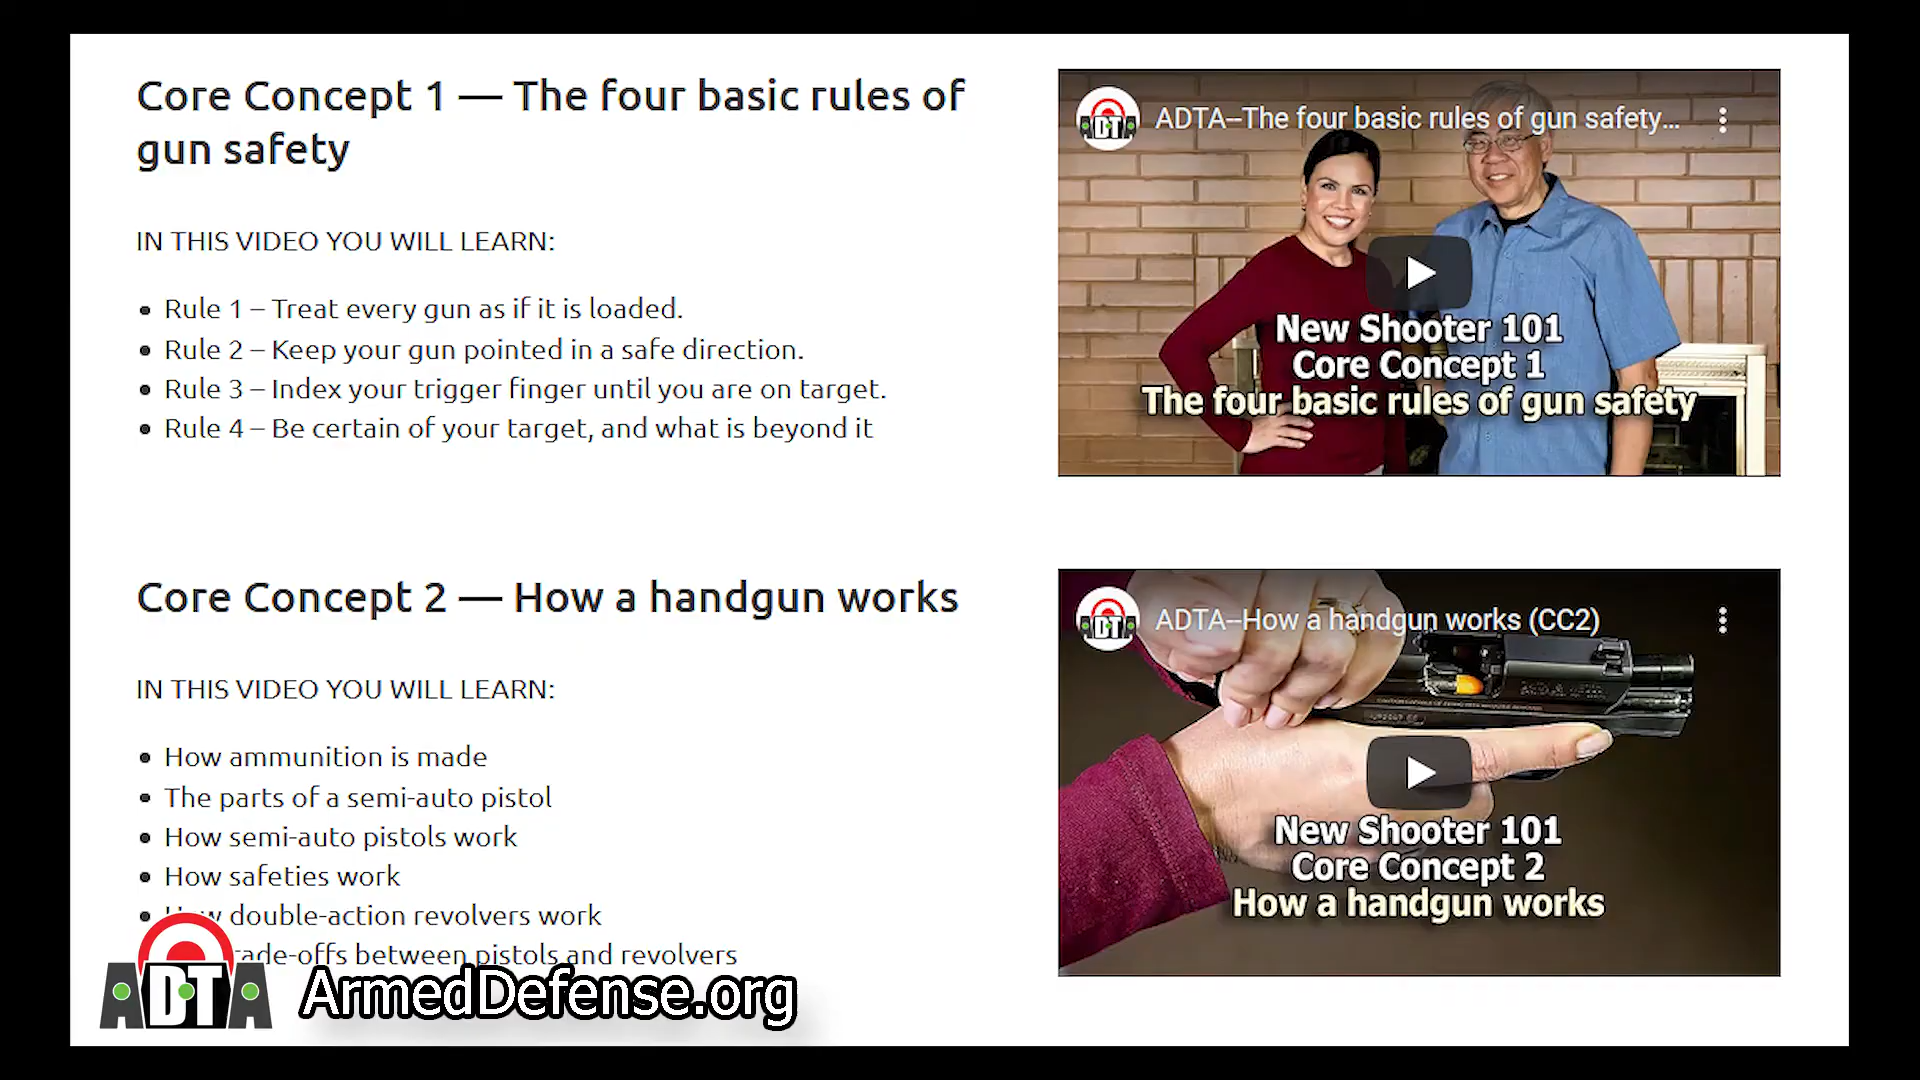 Core Concept 1 — The four basic rules of
gun safety
IN THIS VIDEO YOU WILL LEARN:
Rule 1 – Treat every gun as if it is loaded.
Rule 2 – Keep your gun pointed in a safe direction.
Rule 3 – Index your trigger finger until you are on target.
Rule 4 – Be certain of your target, and what is beyond it
ADTA
ADTA–The four basic rules of gun safety...
New Shooter 101
Core Concept 1
The four basic rules of gun safety
Core Concept 2 — How a handgun works
IN THIS VIDEO YOU WILL LEARN:
How ammunition is made
The parts of a semi-auto pistol
How semi-auto pistols work
How safeties work
How double-action revolvers work
between pistols and revolvers
ADTA
ADTA–How a handgun works (CC2)
New Shooter 101
Core Concept 2
How a handgun works
ADTA
ArmedDefense.org